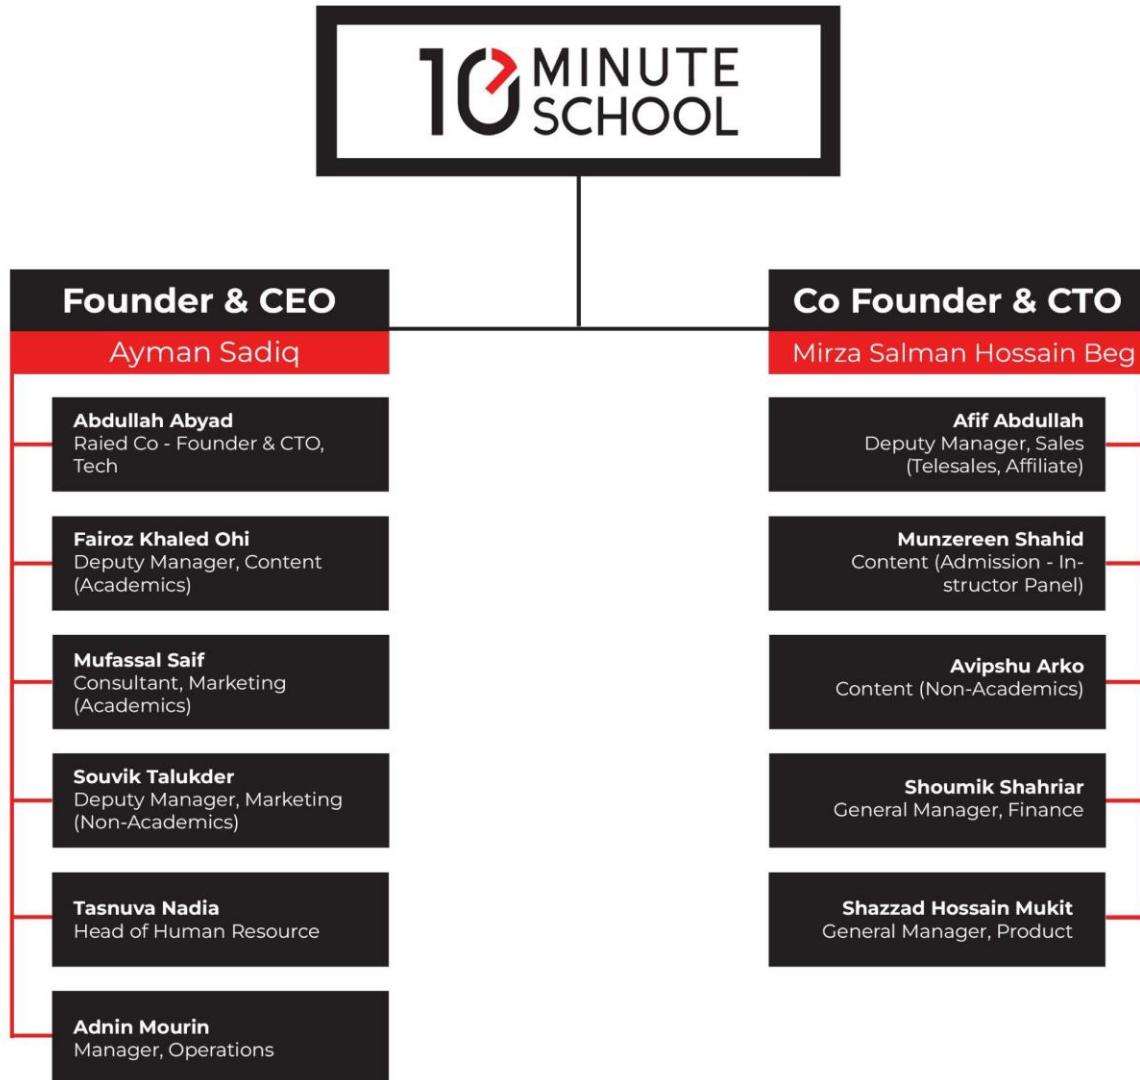 10 MINUTE
SCHOOL
Founder & CEO
Ayman Sadiq
Abdullah Abyad
Raied Co - Founder & CTO,
Tech
Fairoz Khaled Ohi
Deputy Manager, Content
(Academics)
Mufassal Saif
Consultant, Marketing
(Academics)
Souvik Talukder
Deputy Manager, Marketing
(Non-Academics)
Tasnuva Nadia
Head of Human Resource
Adnin Mourin
Manager, Operations
Co Founder & CTO
Mirza Salman Hossain Beg
Afif Abdullah
Deputy Manager, Sales
(Telesales, Affiliate)
Munzereen Shahid
Content (Admission - In-
structor Panel)
Avipshu Arko
Content (Non-Academics)
Shoumik Shahriar
General Manager, Finance
Shazzad Hossain Mukit
General Manager, Product